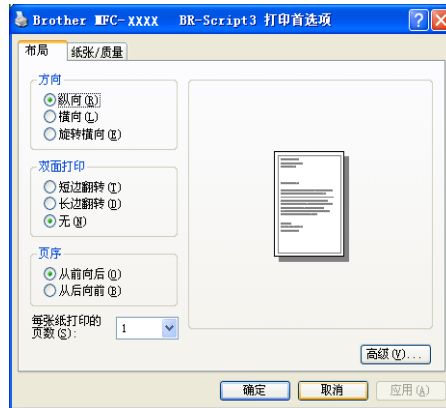 Brother MFC-XXXX BR-Script3 打印首选项
布局 纸张/质量
方向
纵向(R)
横向(L)
旋转横向(E)
双面打印
短边翻转(T)
长边翻转(D)
无(N)
页序
从前向后(O)
从后向前(B)
每张纸打印的
页数(S): 1
高级(V)...
确定 取消 应用(A)